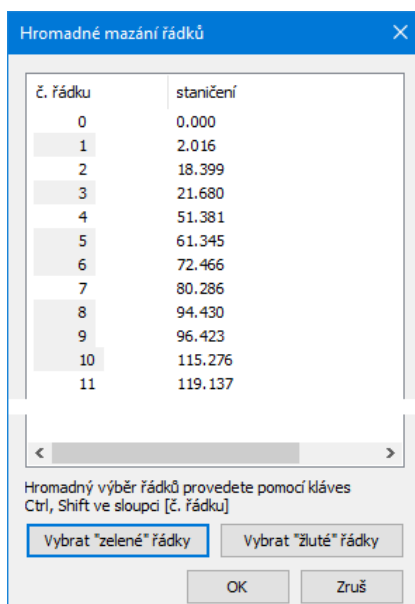 Hromadné mazání řádků
č. řádku staničení
0 0.000
1 2.016
2 18.399
3 21.680
4 51.381
5 61.345
6 72.466
7 80.286
8 94.430
9 96.423
10 115.276
11 119.137
Hromadný výběr řádků provedete pomocí kláves
Ctrl, Shift ve sloupci [č. řádku]
Vybrat "zelené" řádky Vybrat "žluté" řádky
OK Zruš